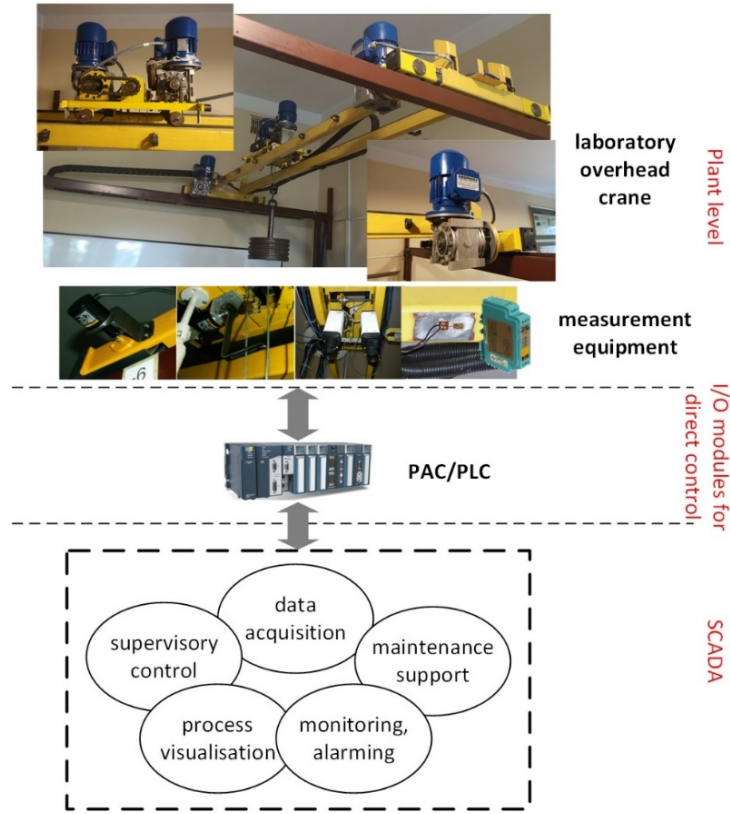 laboratory
overhead
crane
Plant level
measurement
equipment
I/O modules for
direct control
PAC/PLC
SCADA
data
acquisition
supervisory
control
maintenance
support
process
visualisation
monitoring,
alarming